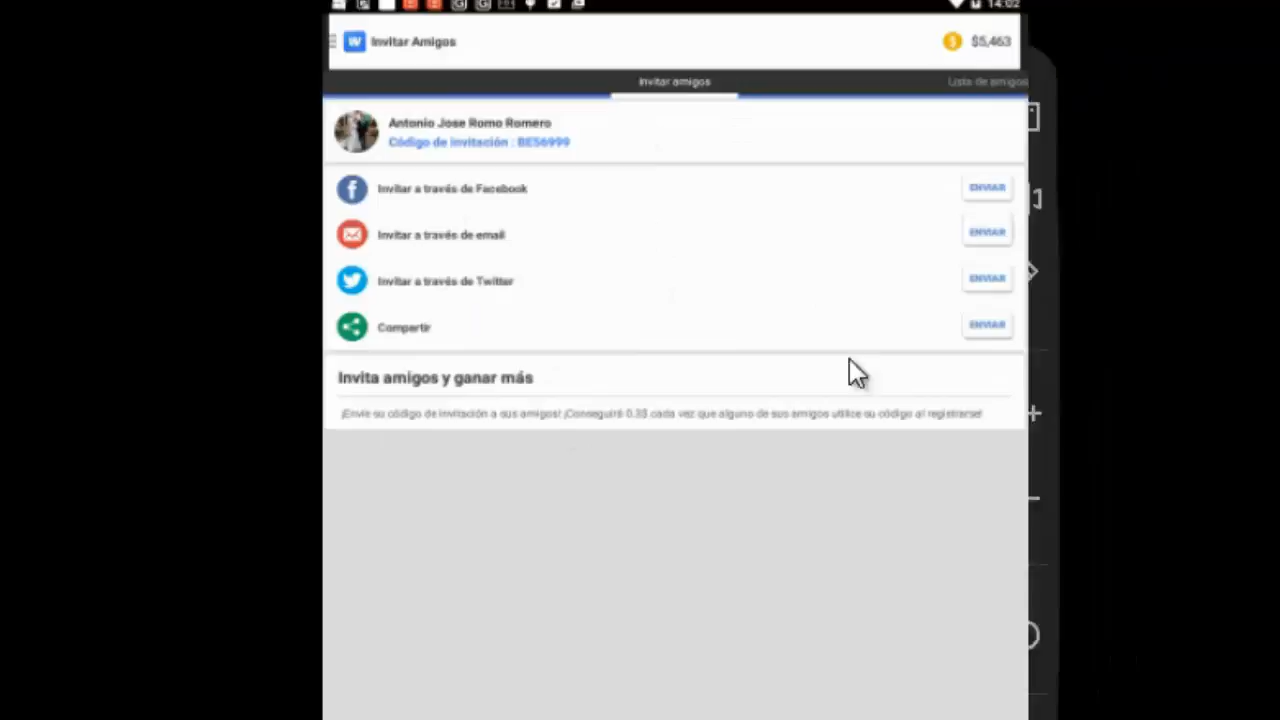 14:02
W Invitar Amigos
$ $5,463
Invitar amigos
Lista de amigos
Antonio Jose Romo Romero
Código de invitación : BE56999
f Invitar a través de Facebook
ENVIAR
Invitar a través de email
ENVIAR
Invitar a través de Twitter
ENVIAR
Compartir
ENVIAR
Invita amigos y ganar más
¡Envíe su código de invitación a sus amigos! ¡Conseguirá 0.3$ cada vez que alguno de sus amigos utilice su código al registrarse!